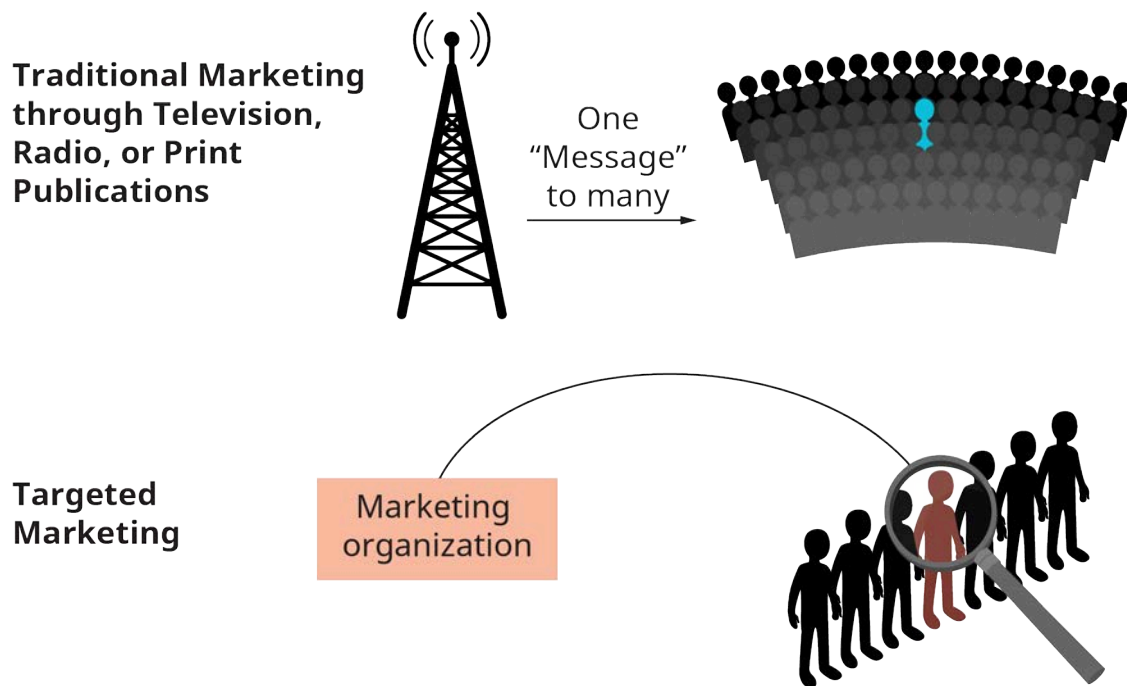 Traditional Marketing
through Television,
Radio, or Print
Publications
One
“Message”
to many
Targeted
Marketing
Marketing
organization